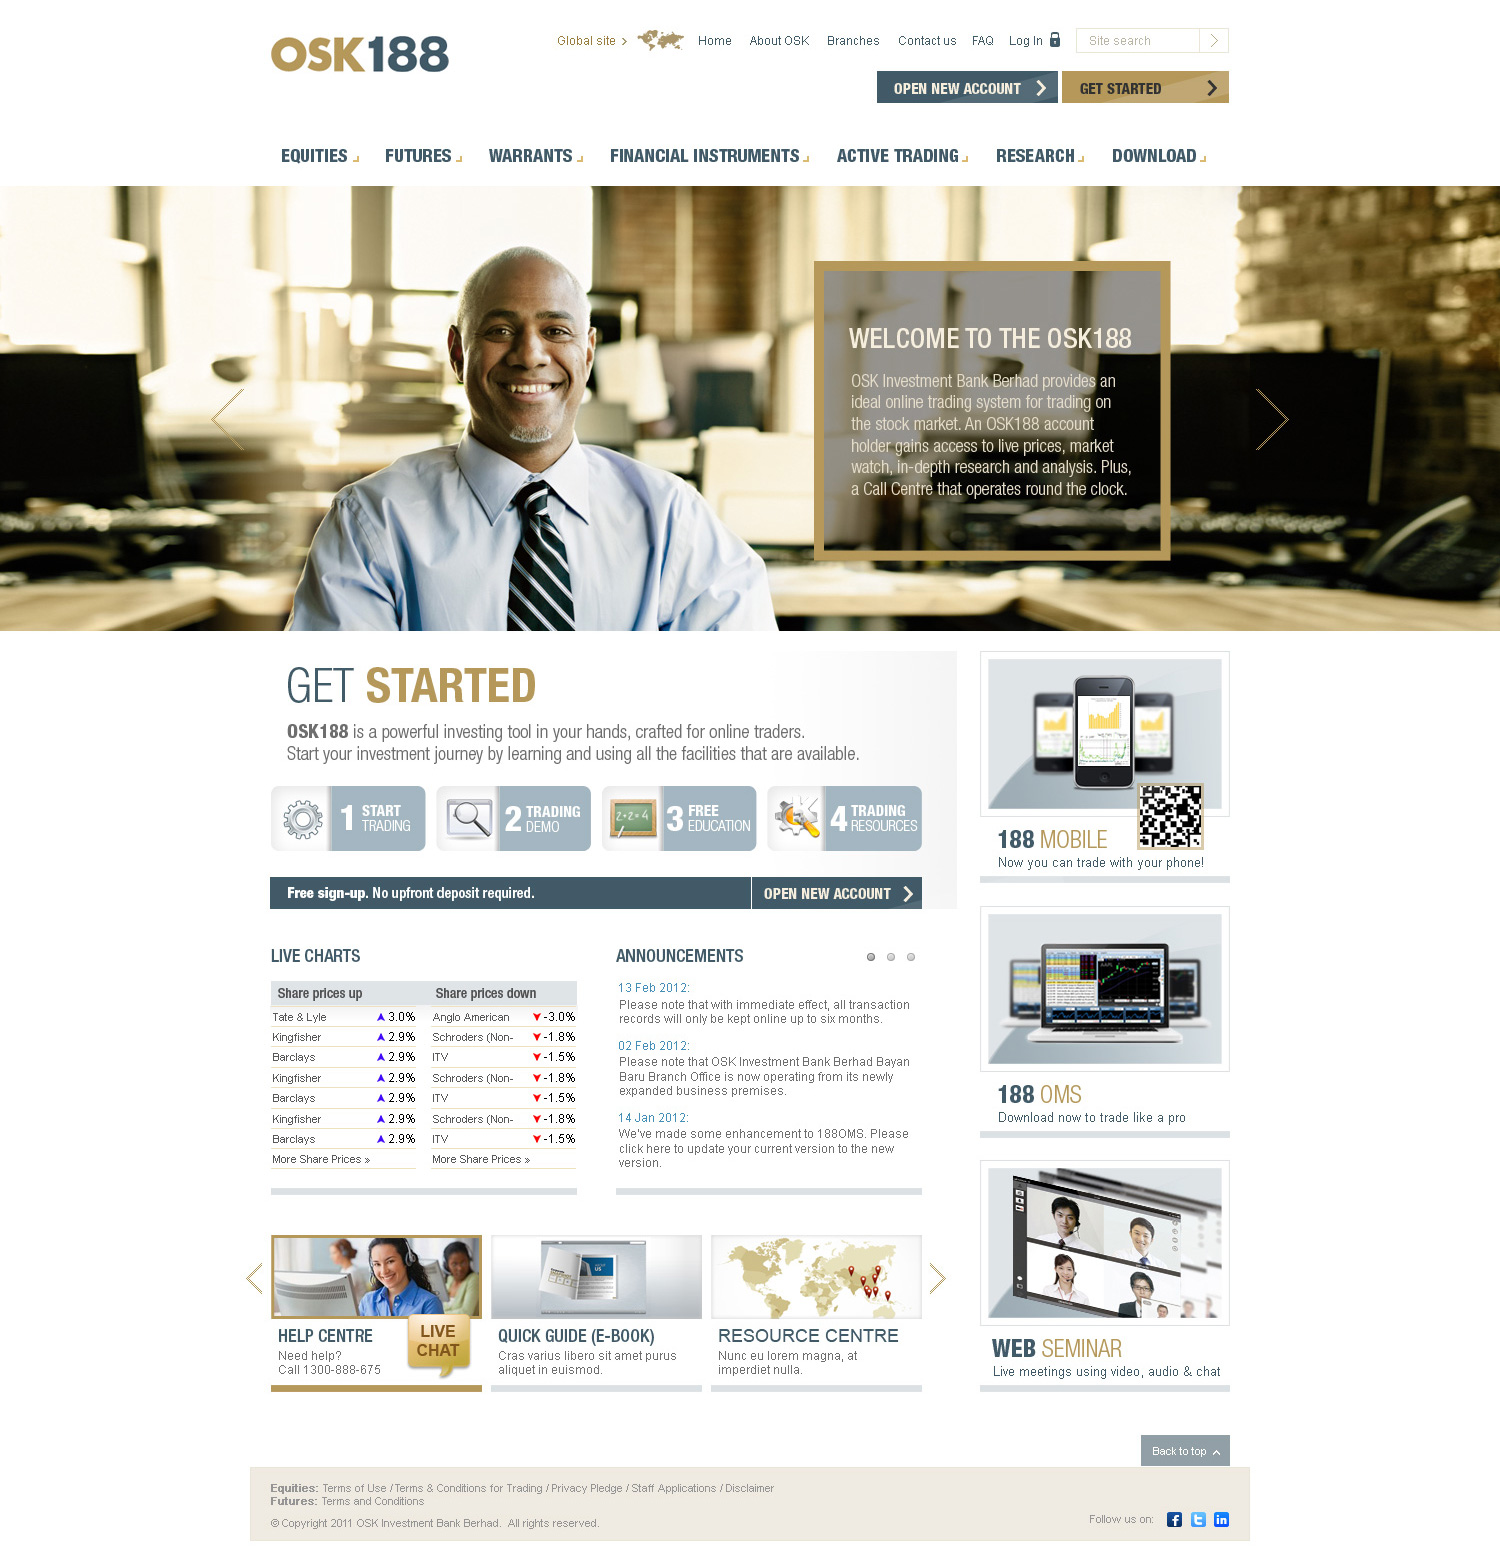 OSK188
Global site
Home
About OSK
Branches
Contact us
FAQ
Log In
Site search
OPEN NEW ACCOUNT
GET STARTED
EQUITIES
FUTURES
WARRANTS
FINANCIAL INSTRUMENTS
ACTIVE TRADING
RESEARCH
DOWNLOAD
WELCOME TO THE OSK188
OSK Investment Bank Berhad provides an
ideal online trading system for trading on
the stock market. An OSK188 account
holder gains access to live prices, market
watch, in-depth research and analysis. Plus,
a Call Centre that operates round the clock.
GET STARTED
OSK188 is a powerful investing tool in your hands, crafted for online traders.
Start your investment journey by learning and using all the facilities that are available.
1 START
TRADING
2 TRADING
DEMO
2+2=4
3 FREE
EDUCATION
4 TRADING
RESOURCES
Free sign-up. No upfront deposit required.
OPEN NEW ACCOUNT
188 MOBILE
Now you can trade with your phone!
188 OMS
Download now to trade like a pro
WEB SEMINAR
Live meetings using video, audio & chat
LIVE CHARTS
Share prices up
Share prices down
Tate & Lyle 3.0% Anglo American -3.0%
Kingfisher 2.9% Schroders (Non- -1.8%
Barclays 2.9% ITV -1.5%
Kingfisher 2.9% Schroders (Non- -1.8%
Barclays 2.9% ITV -1.5%
Kingfisher 2.9% Schroders (Non- -1.8%
Barclays 2.9% ITV -1.5%
More Share Prices » More Share Prices »
ANNOUNCEMENTS
13 Feb 2012:
Please note that with immediate effect, all transaction
records will only be kept online up to six months.
02 Feb 2012:
Please note that OSK Investment Bank Berhad Bayan
Baru Branch Office is now operating from its newly
expanded business premises.
14 Jan 2012:
We've made some enhancement to 188OMS. Please
click here to update your current version to the new
version.
HELP CENTRE
Need help?
Call 1300-888-675
LIVE
CHAT
QUICK GUIDE (E-BOOK)
Cras varius libero sit amet purus
aliquet in euismod.
RESOURCE CENTRE
Nunc eu lorem magna, at
imperdiet nulla.
Back to top
Equities: Terms of Use / Terms & Conditions for Trading / Privacy Pledge / Staff Applications / Disclaimer
Futures: Terms and Conditions
© Copyright 2011 OSK Investment Bank Berhad. All rights reserved.
Follow us on: